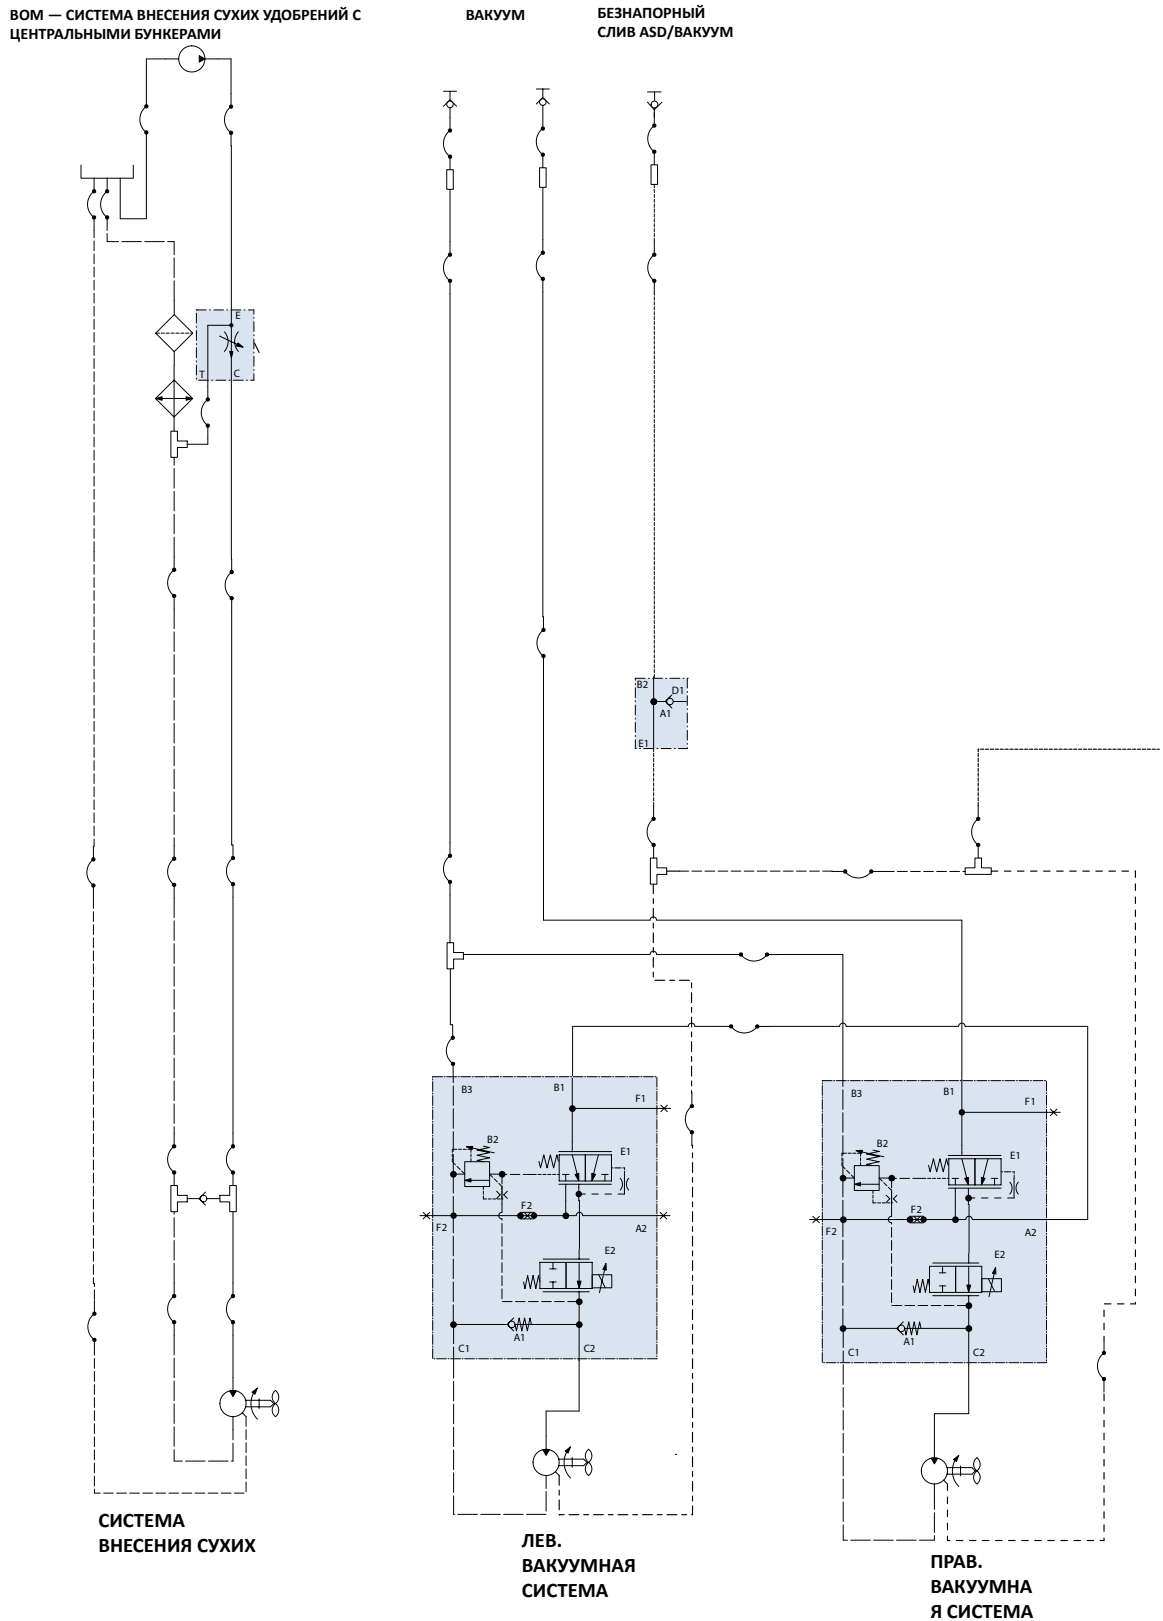 ВОМ — СИСТЕМА ВНЕСЕНИЯ СУХИХ УДОБРЕНИЙ С
ЦЕНТРАЛЬНЫМИ БУНКЕРАМИ
ВАКУУМ
БЕЗНАПОРНЫЙ
СЛИВ ASD/ВАКУУМ
E
T
C
B2
D1
A1
E1
B3
B1
F1
B2
E1
F2
F2
A2
E2
A1
C1
C2
B3
B1
F1
B2
E1
F2
F2
A2
E2
A1
C1
C2
СИСТЕМА
ВНЕСЕНИЯ СУХИХ
ЛЕВ.
ВАКУУМНАЯ
СИСТЕМА
ПРАВ.
ВАКУУМНА
Я СИСТЕМА